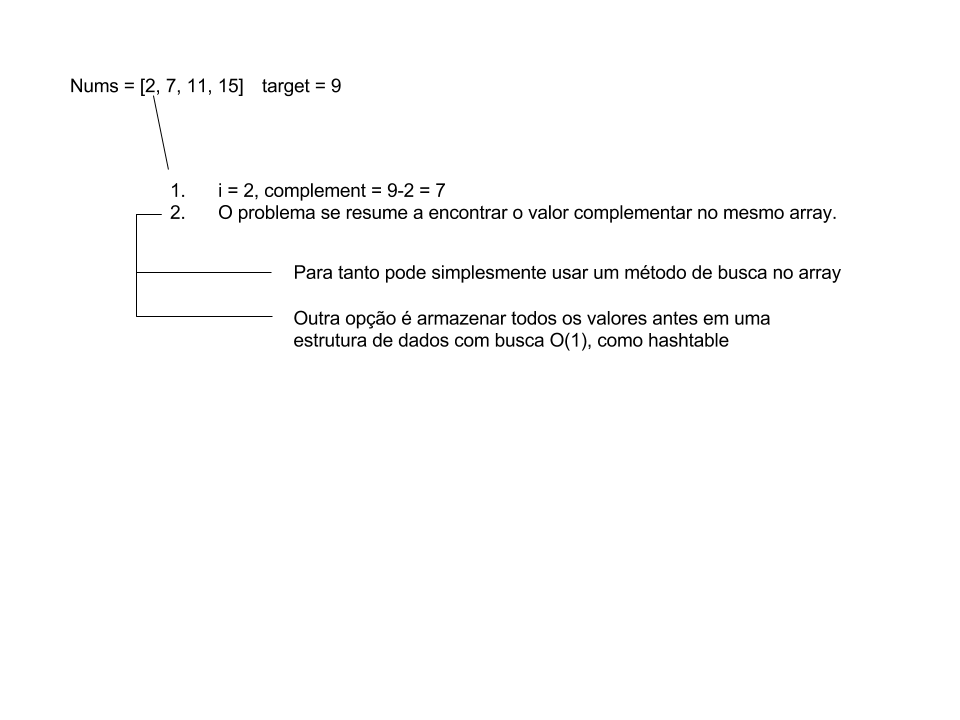 Nums = [2, 7, 11, 15] target = 9
1. i = 2, complement = 9-2 = 7
2. O problema se resume a encontrar o valor complementar no mesmo array.
Para tanto pode simplesmente usar um método de busca no array
Outra opção é armazenar todos os valores antes em uma
estrutura de dados com busca O(1), como hashtable